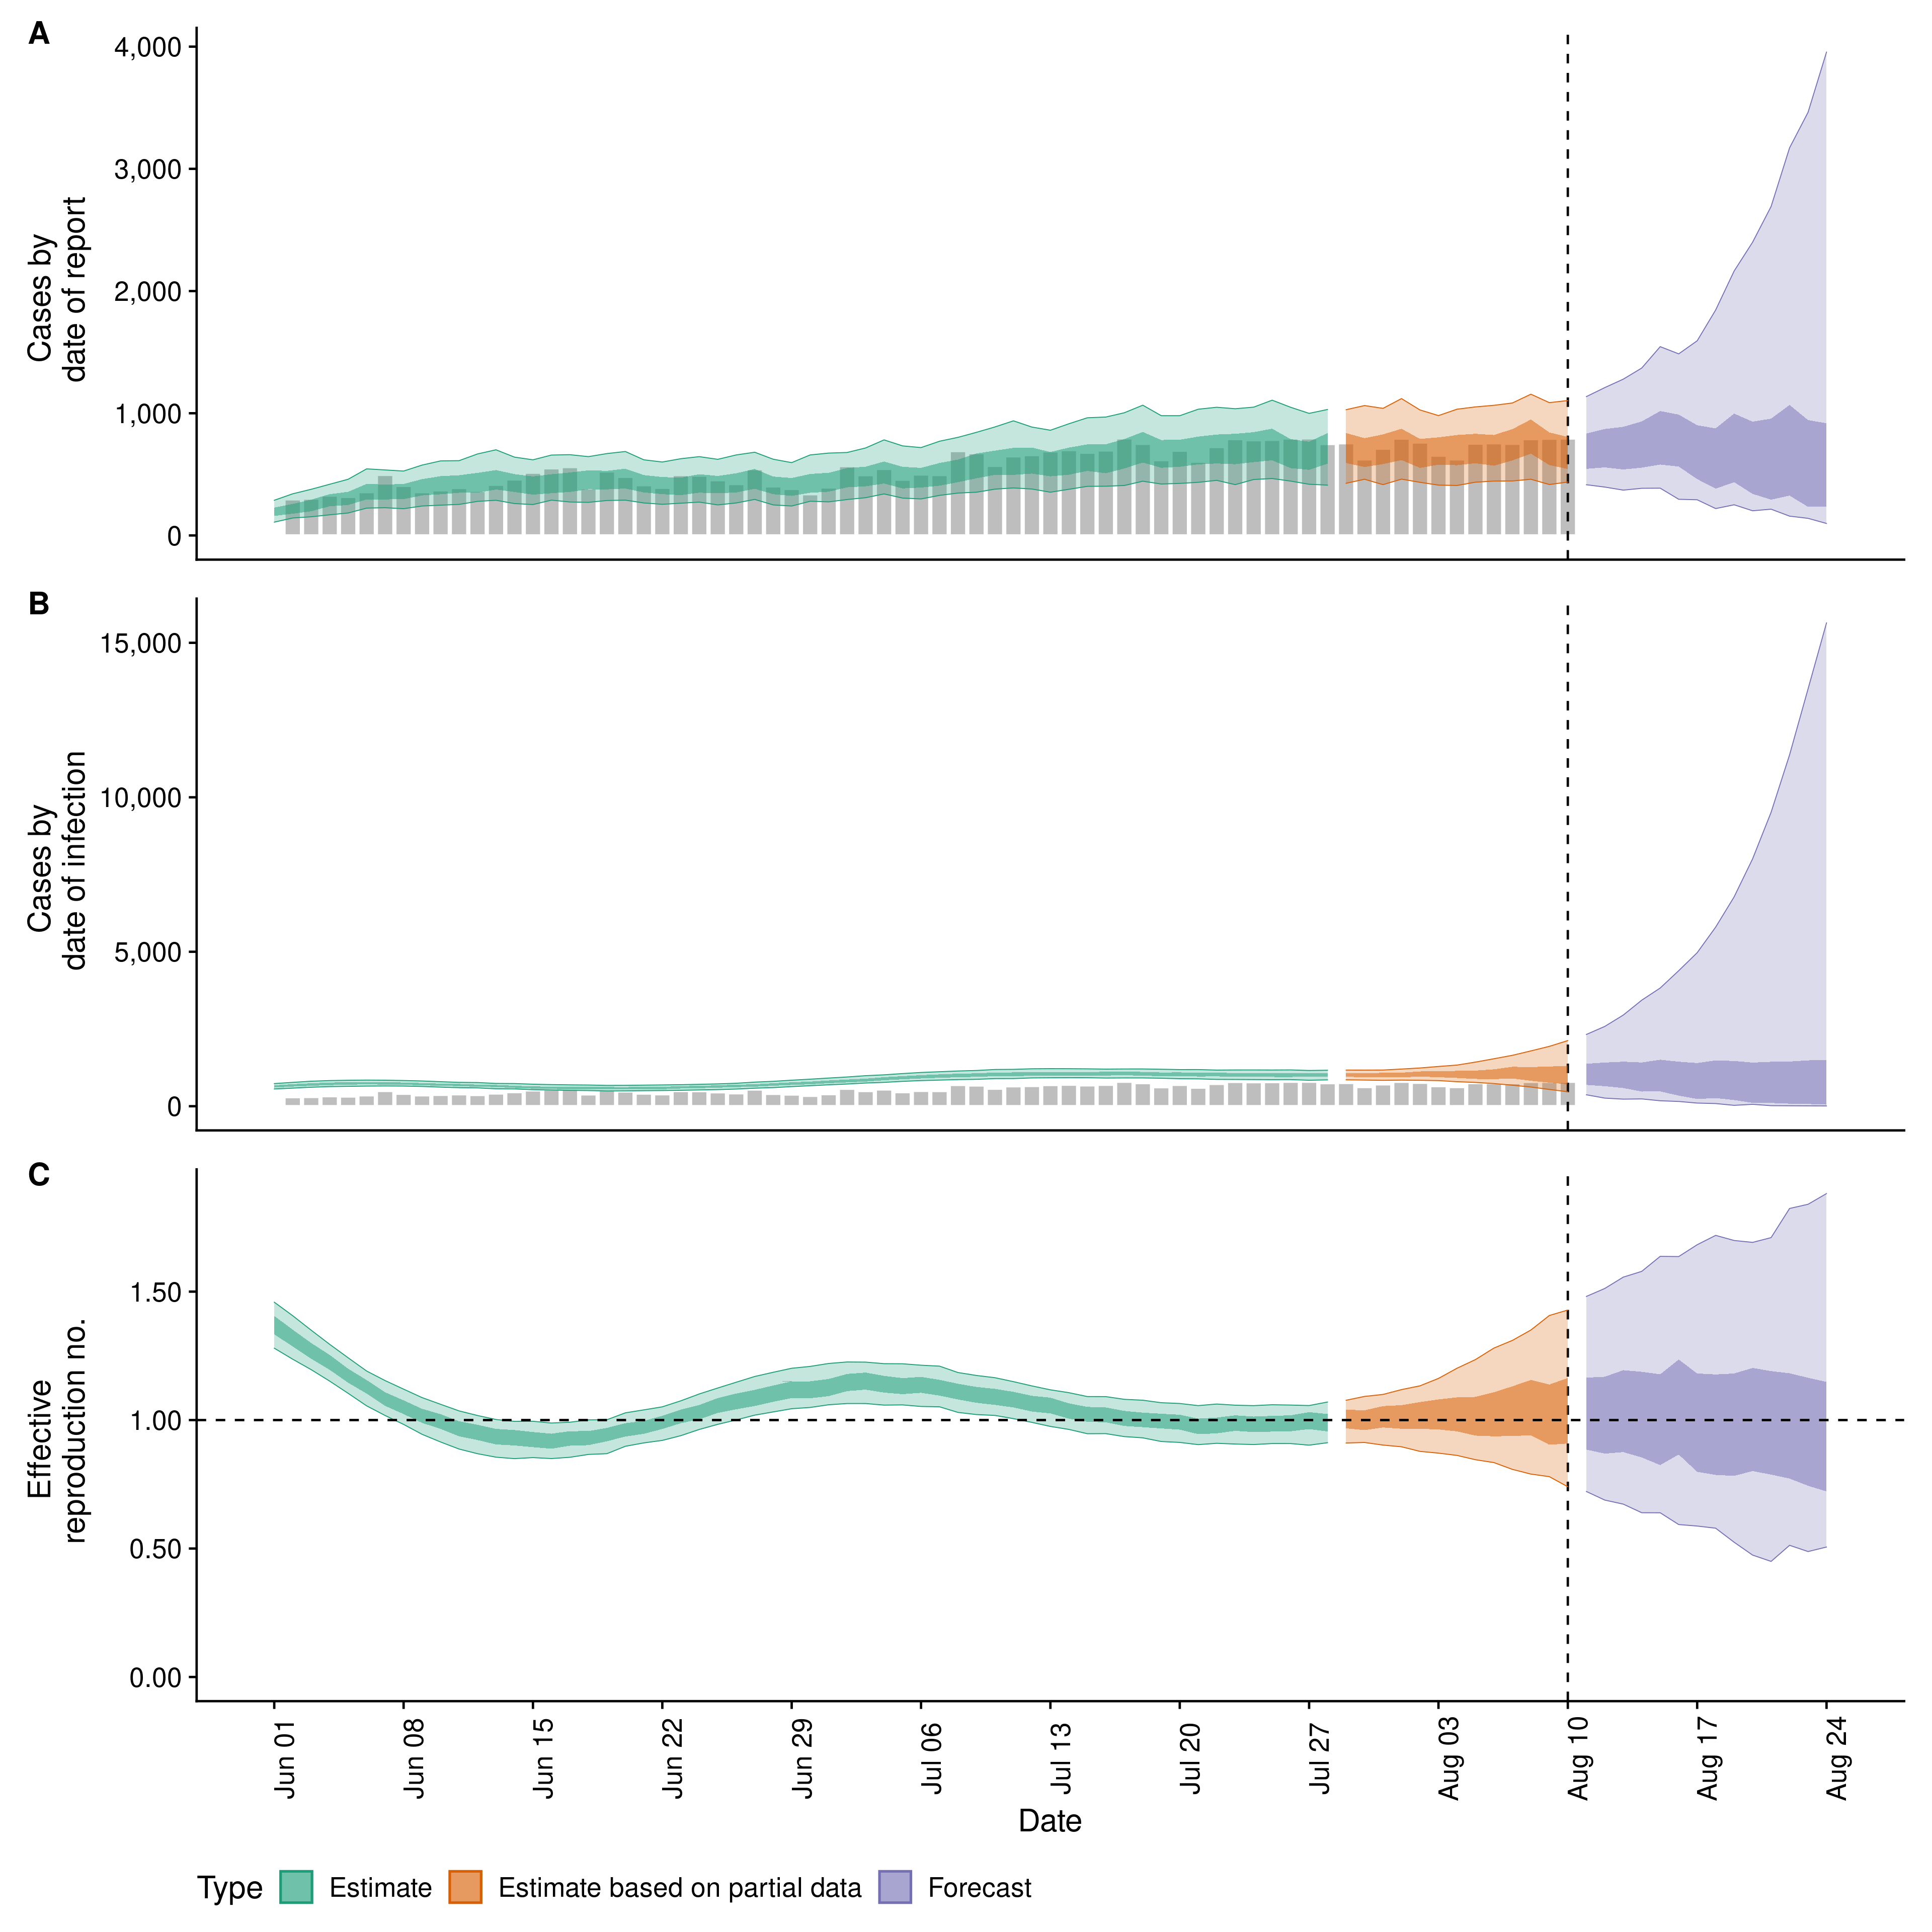 A
Cases by
date of report
4,000
3,000
2,000
1,000
0
B
Cases by
date of infection
15,000
10,000
5,000
0
C
Effective
reproduction no.
1.50
1.00
0.50
0.00
Jun 01
Jun 08
Jun 15
Jun 22
Jun 29
Jul 06
Jul 13
Jul 20
Jul 27
Aug 03
Aug 10
Aug 17
Aug 24
Date
Type Estimate Estimate based on partial data Forecast